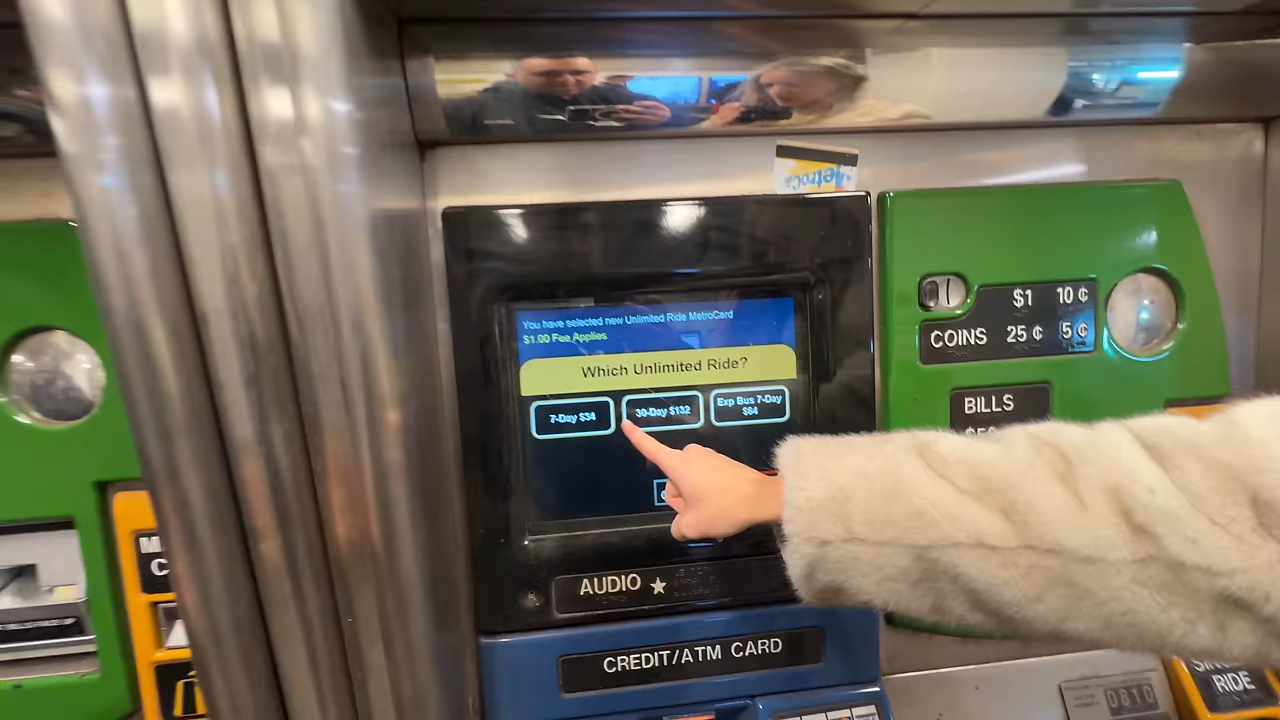 MetroCa
You have selected new Unlimited Ride MetroCard
$1.00 Fee Applies
Which Unlimited Ride?
7-Day $34
30-Day $132
Exp Bus 7-Day
$64
$1 10 ¢
COINS 25 ¢ 5 ¢
BILLS
AUDIO ★
CREDIT/ATM CARD
RIDE
0810